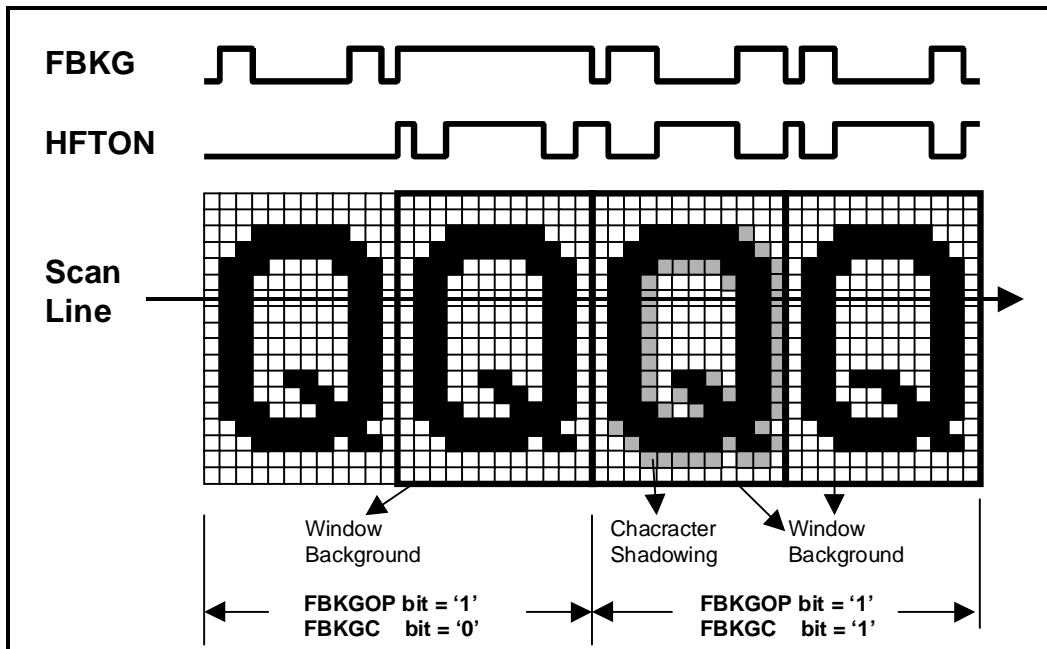 FBKG
HFTON
Scan
Line
Window
Background
Chacracter
Shadowing
Window
Background
FBKGOP bit = ‘1’
FBKGC bit = ‘0’
FBKGOP bit = ‘1’
FBKGC bit = ‘1’